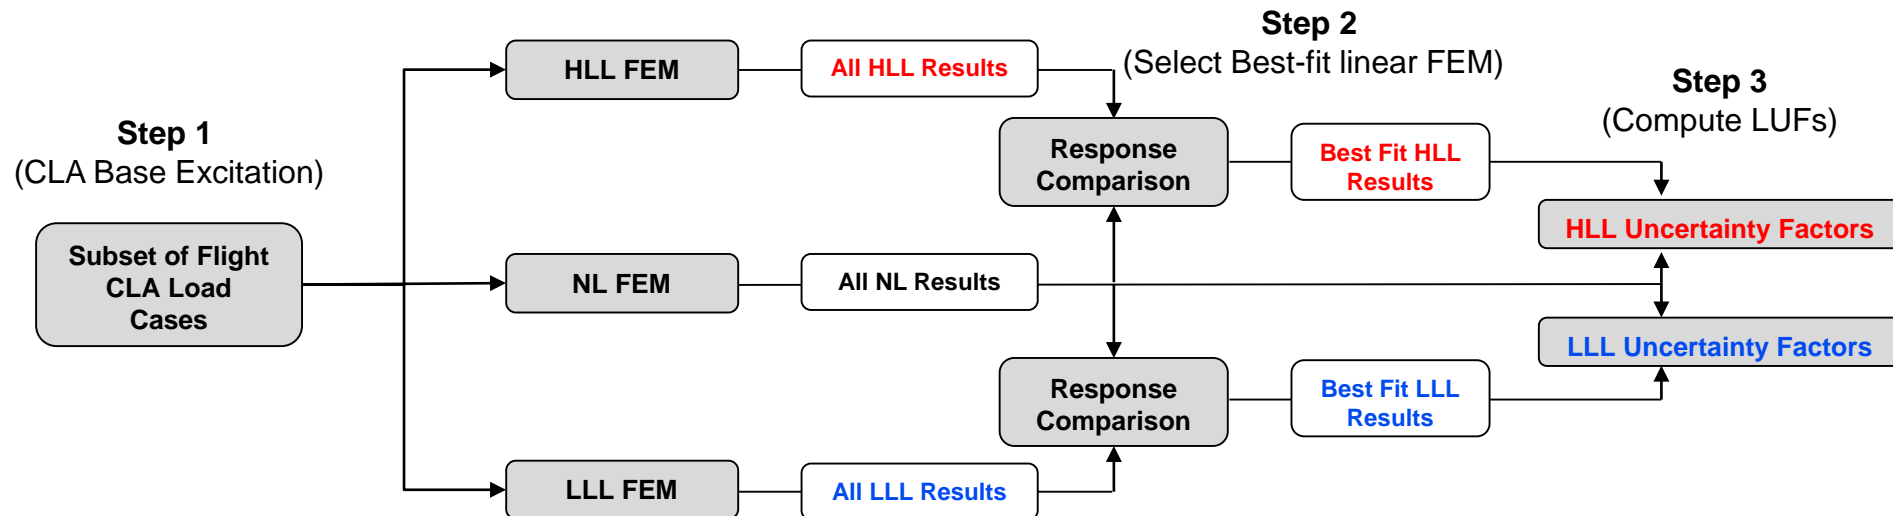 Step 1
(CLA Base Excitation)
Subset of Flight
CLA Load
Cases
HLL FEM
All HLL Results
NL FEM
All NL Results
LLL FEM
All LLL Results
Step 2
(Select Best-fit linear FEM)
Response
Comparison
Best Fit HLL
Results
Response
Comparison
Best Fit LLL
Results
Step 3
(Compute LUFs)
HLL Uncertainty Factors
LLL Uncertainty Factors